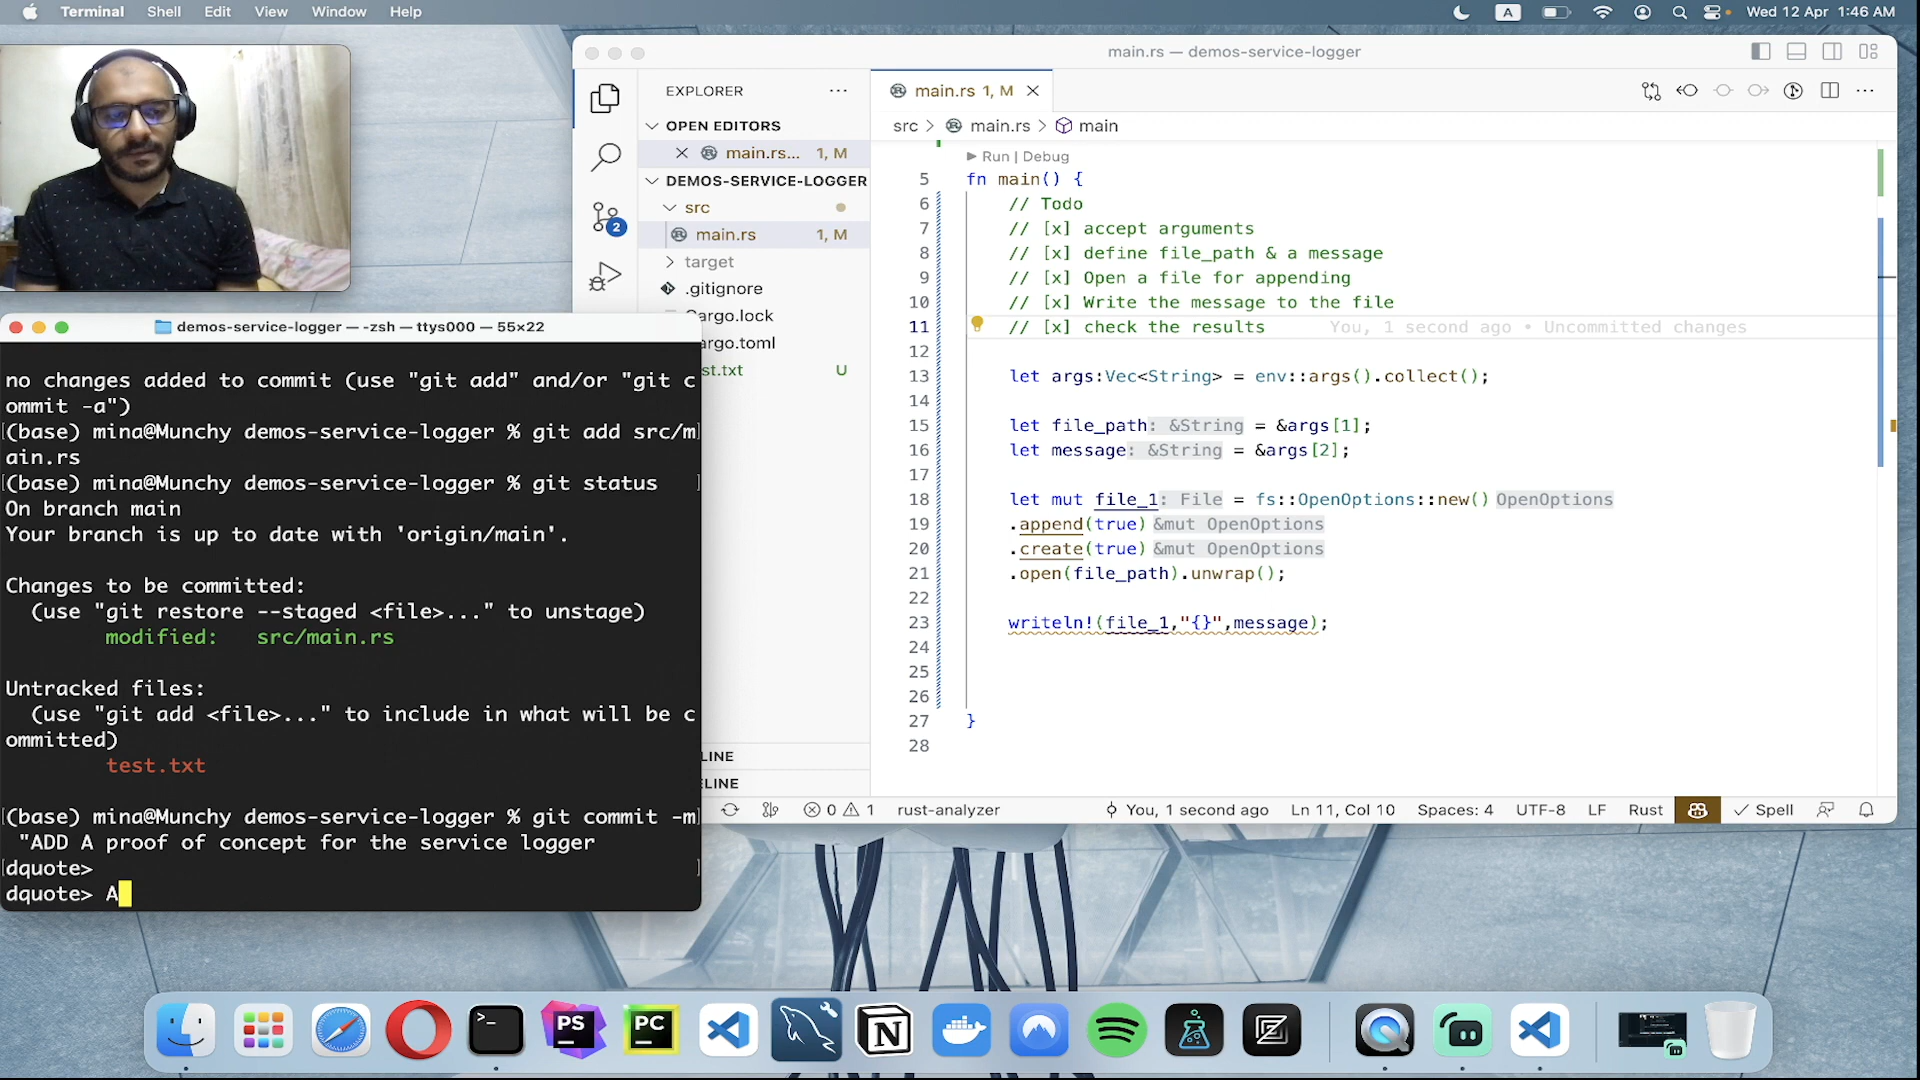 Terminal Shell Edit View Window Help
A
Wed 12 Apr 1:46 AM
demos-service-logger — -zsh — ttys000 — 55×22
no changes added to commit (use "git add" and/or "git c
ommit -a")
(base) mina@Munchy demos-service-logger % git add src/m
ain.rs
(base) mina@Munchy demos-service-logger % git status
On branch main
Your branch is up to date with 'origin/main'.
Changes to be committed:
(use "git restore --staged <file>..." to unstage)
modified: src/main.rs
Untracked files:
(use "git add <file>..." to include in what will be c
ommitted)
test.txt
(base) mina@Munchy demos-service-logger % git commit -m
"ADD A proof of concept for the service logger
dquote>
dquote> A
main.rs — demos-service-logger
EXPLORER
OPEN EDITORS
main.rs... 1, M
DEMOS-SERVICE-LOGGER
src
main.rs 1, M
target
.gitignore
Cargo.lock
argo.toml
st.txt U
LINE
ELINE
2
main.rs 1, M
src > main.rs > main
Run | Debug
5 fn main() {
6 // Todo
7 // [x] accept arguments
8 // [x] define file_path & a message
9 // [x] Open a file for appending
10 // [x] Write the message to the file
11 // [x] check the results You, 1 second ago • Uncommitted changes
12
13 let args:Vec<String> = env::args().collect();
14
15 let file_path: &String = &args[1];
16 let message: &String = &args[2];
17
18 let mut file_1: File = fs::OpenOptions::new() OpenOptions
19 .append(true) &mut OpenOptions
20 .create(true) &mut OpenOptions
21 .open(file_path).unwrap();
22
23 writeln!(file_1,"{}",message);
24
25
26
27 }
28
0 1 rust-analyzer You, 1 second ago Ln 11, Col 10 Spaces: 4 UTF-8 LF Rust Spell
PS
PC
N